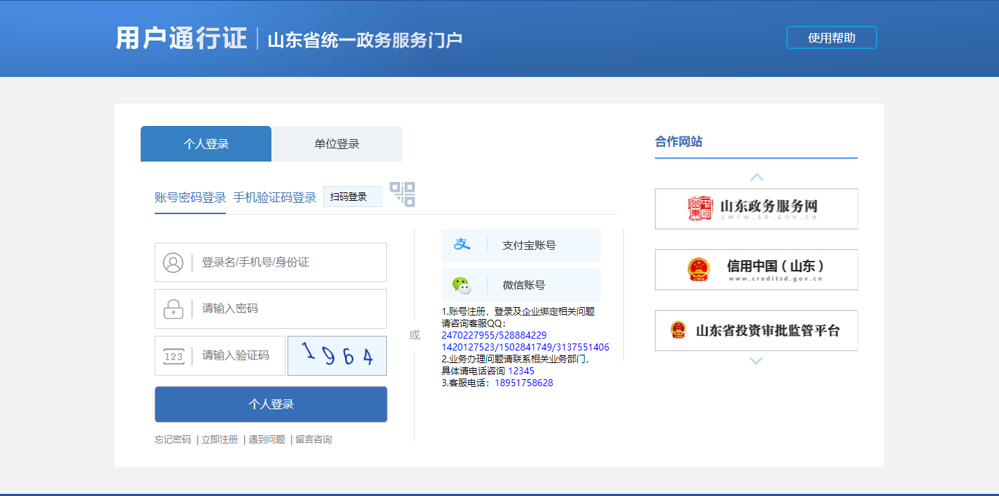 用户通行证 山东省统一政务服务门户
使用帮助
个人登录
单位登录
账号密码登录
手机验证码登录
扫码登录
登录名/手机号/身份证
请输入密码
123
请输入验证码
1964
个人登录
忘记密码 | 立即注册 | 遇到问题 | 留言咨询
或
支付宝账号
微信账号
1.账号注册，登录及企业绑定相关问题
请咨询客服QQ：
2470227955/528884229
1420127523/1502841749/3137551406
2.业务办理问题请联系相关业务部门，
具体请电话咨询 12345
3.客服电话：18951758628
合作网站
山东政务服务网
ZWFW.SD.GOV.CN
信用中国（山东）
www.creditsd.gov.cn
山东省投资审批监管平台